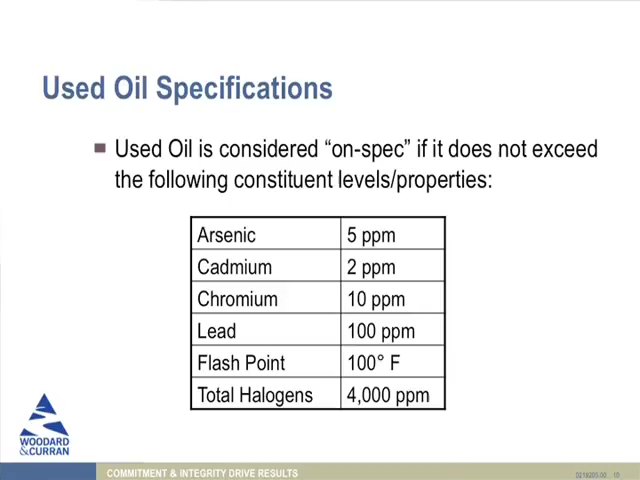 Used Oil Specifications
Used Oil is considered “on-spec” if it does not exceed
the following constituent levels/properties:
Arsenic 5 ppm
Cadmium 2 ppm
Chromium 10 ppm
Lead 100 ppm
Flash Point 100° F
Total Halogens 4,000 ppm
WOODARD
&CURRAN
COMMITMENT & INTEGRITY DRIVE RESULTS